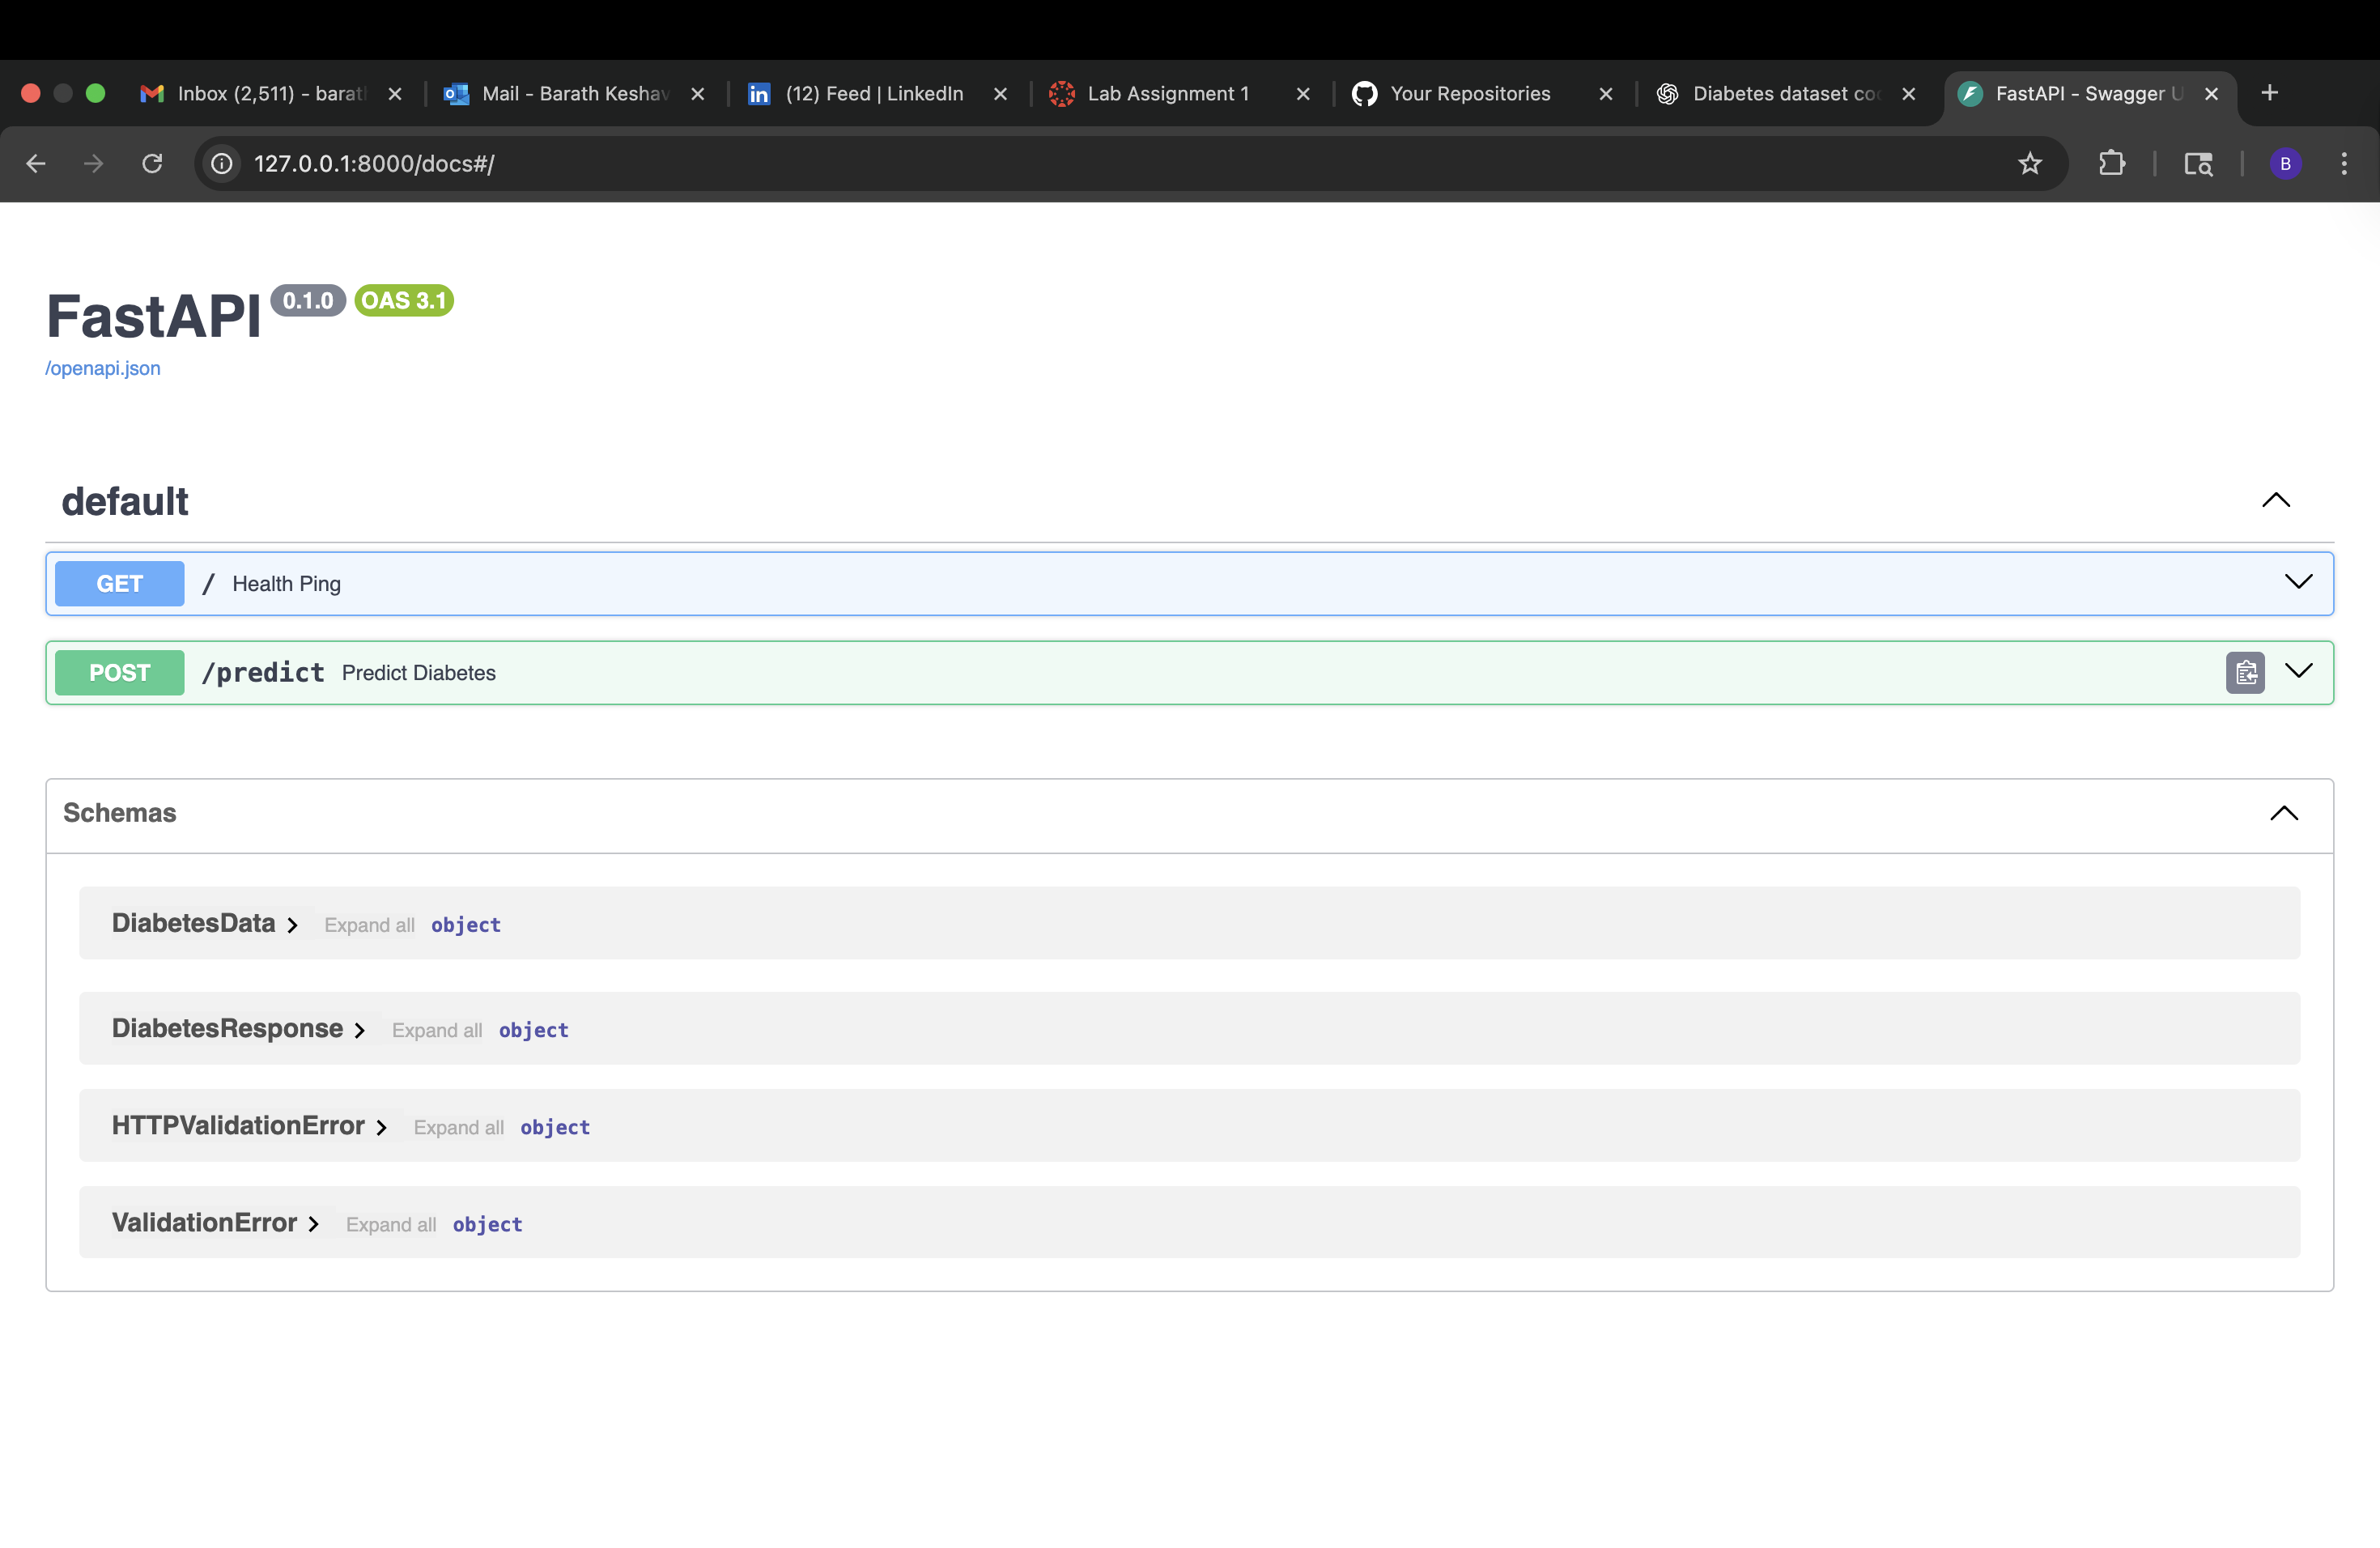 Inbox (2,511) - barath
Mail - Barath Keshav
in
(12) Feed | LinkedIn
Lab Assignment 1
Your Repositories
Diabetes dataset co
FastAPI - Swagger U
127.0.0.1:8000/docs#/
B
FastAPI 0.1.0 OAS 3.1
/openapi.json
default
GET / Health Ping
POST /predict Predict Diabetes
Schemas
DiabetesData Expand all object
DiabetesResponse Expand all object
HTTPValidationError Expand all object
ValidationError Expand all object